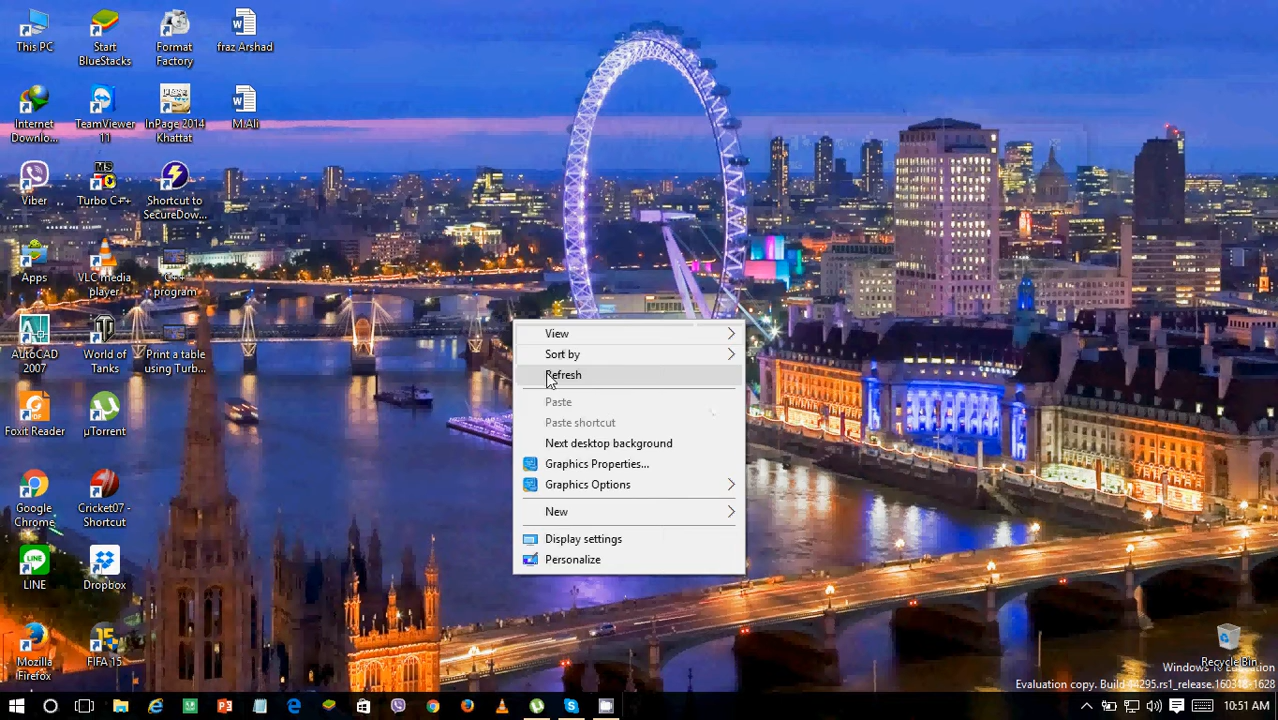 This PC
Start
BlueStacks
Format
Factory
fraz Arshad
Internet
Downlo...
TeamViewer
11
InPage 2014
Khattat
M.Ali
Viber
Turbo C++
Shortcut to
SecureDow...
Apps
VLC media
player
C++
program
AutoCAD
2007
World of
Tanks
Print a table
using Turb...
Foxit Reader
µTorrent
Google
Chrome
Cricket07 -
Shortcut
LINE
Dropbox
Mozilla
Firefox
FIFA 15
View
Sort by
Refresh
Paste
Paste shortcut
Next desktop background
Graphics Properties...
Graphics Options
New
Display settings
Personalize
Recycle Bin
Evaluation copy. Build 14295.rs1_release.160318-1628
10:51 AM